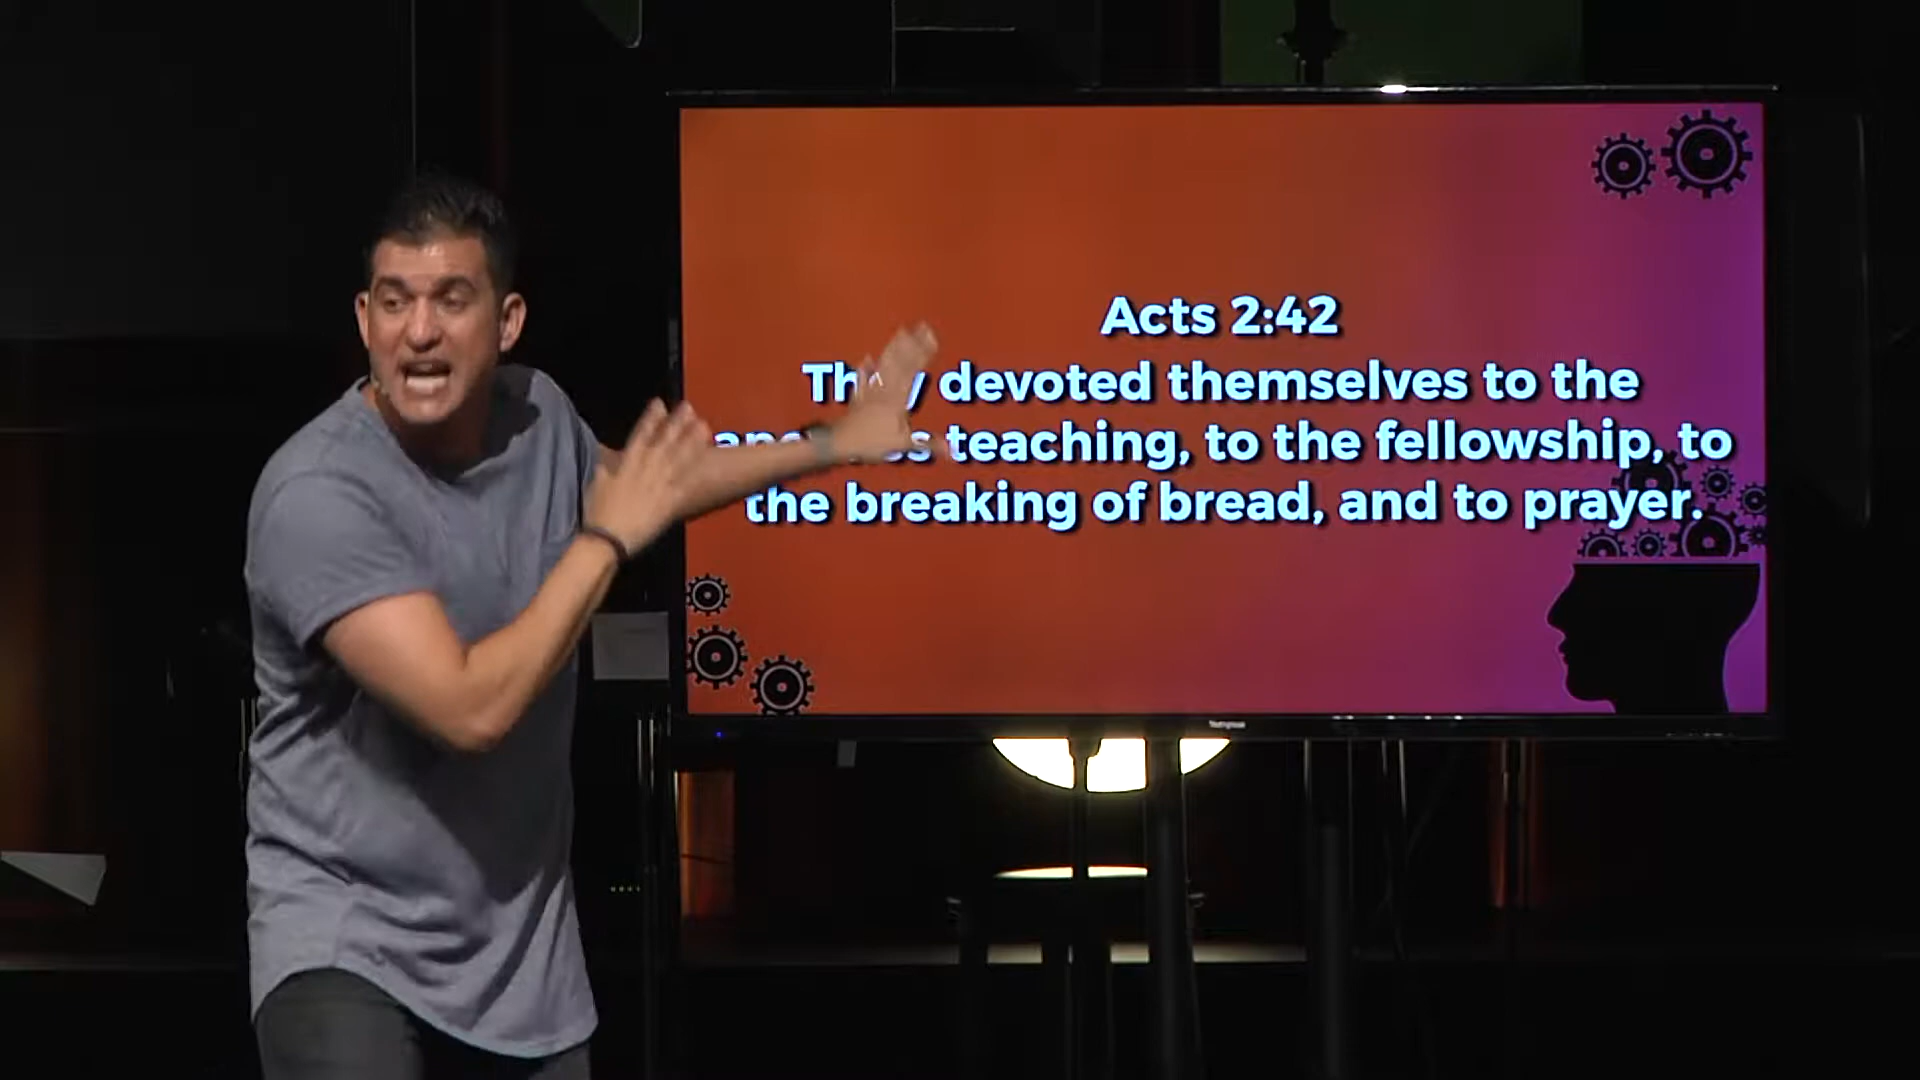 Acts 2:42
They devoted themselves to the
teaching, to the fellowship, to
the breaking of bread, and to prayer.